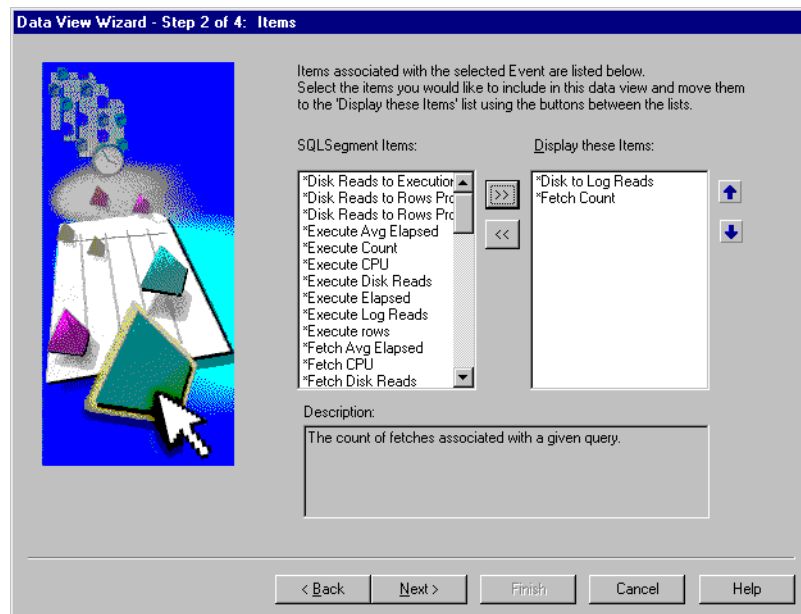 Data View Wizard - Step 2 of 4: Items
Items associated with the selected Event are listed below.
Select the items you would like to include in this data view and move them
to the 'Display these Items' list using the buttons between the lists.
SQLSegment Items:
Display these Items:
*Disk Reads to Execution
*Disk Reads to Rows Pro
*Disk Reads to Rows Pro
*Execute Avg Elapsed
*Execute Count
*Execute CPU
*Execute Disk Reads
*Execute Elapsed
*Execute Log Reads
*Execute rows
*Fetch Avg Elapsed
*Fetch CPU
*Fetch Disk Reads
>>
<<
*Disk to Log Reads
*Fetch Count
Description:
The count of fetches associated with a given query.
< Back
Next >
Finish
Cancel
Help